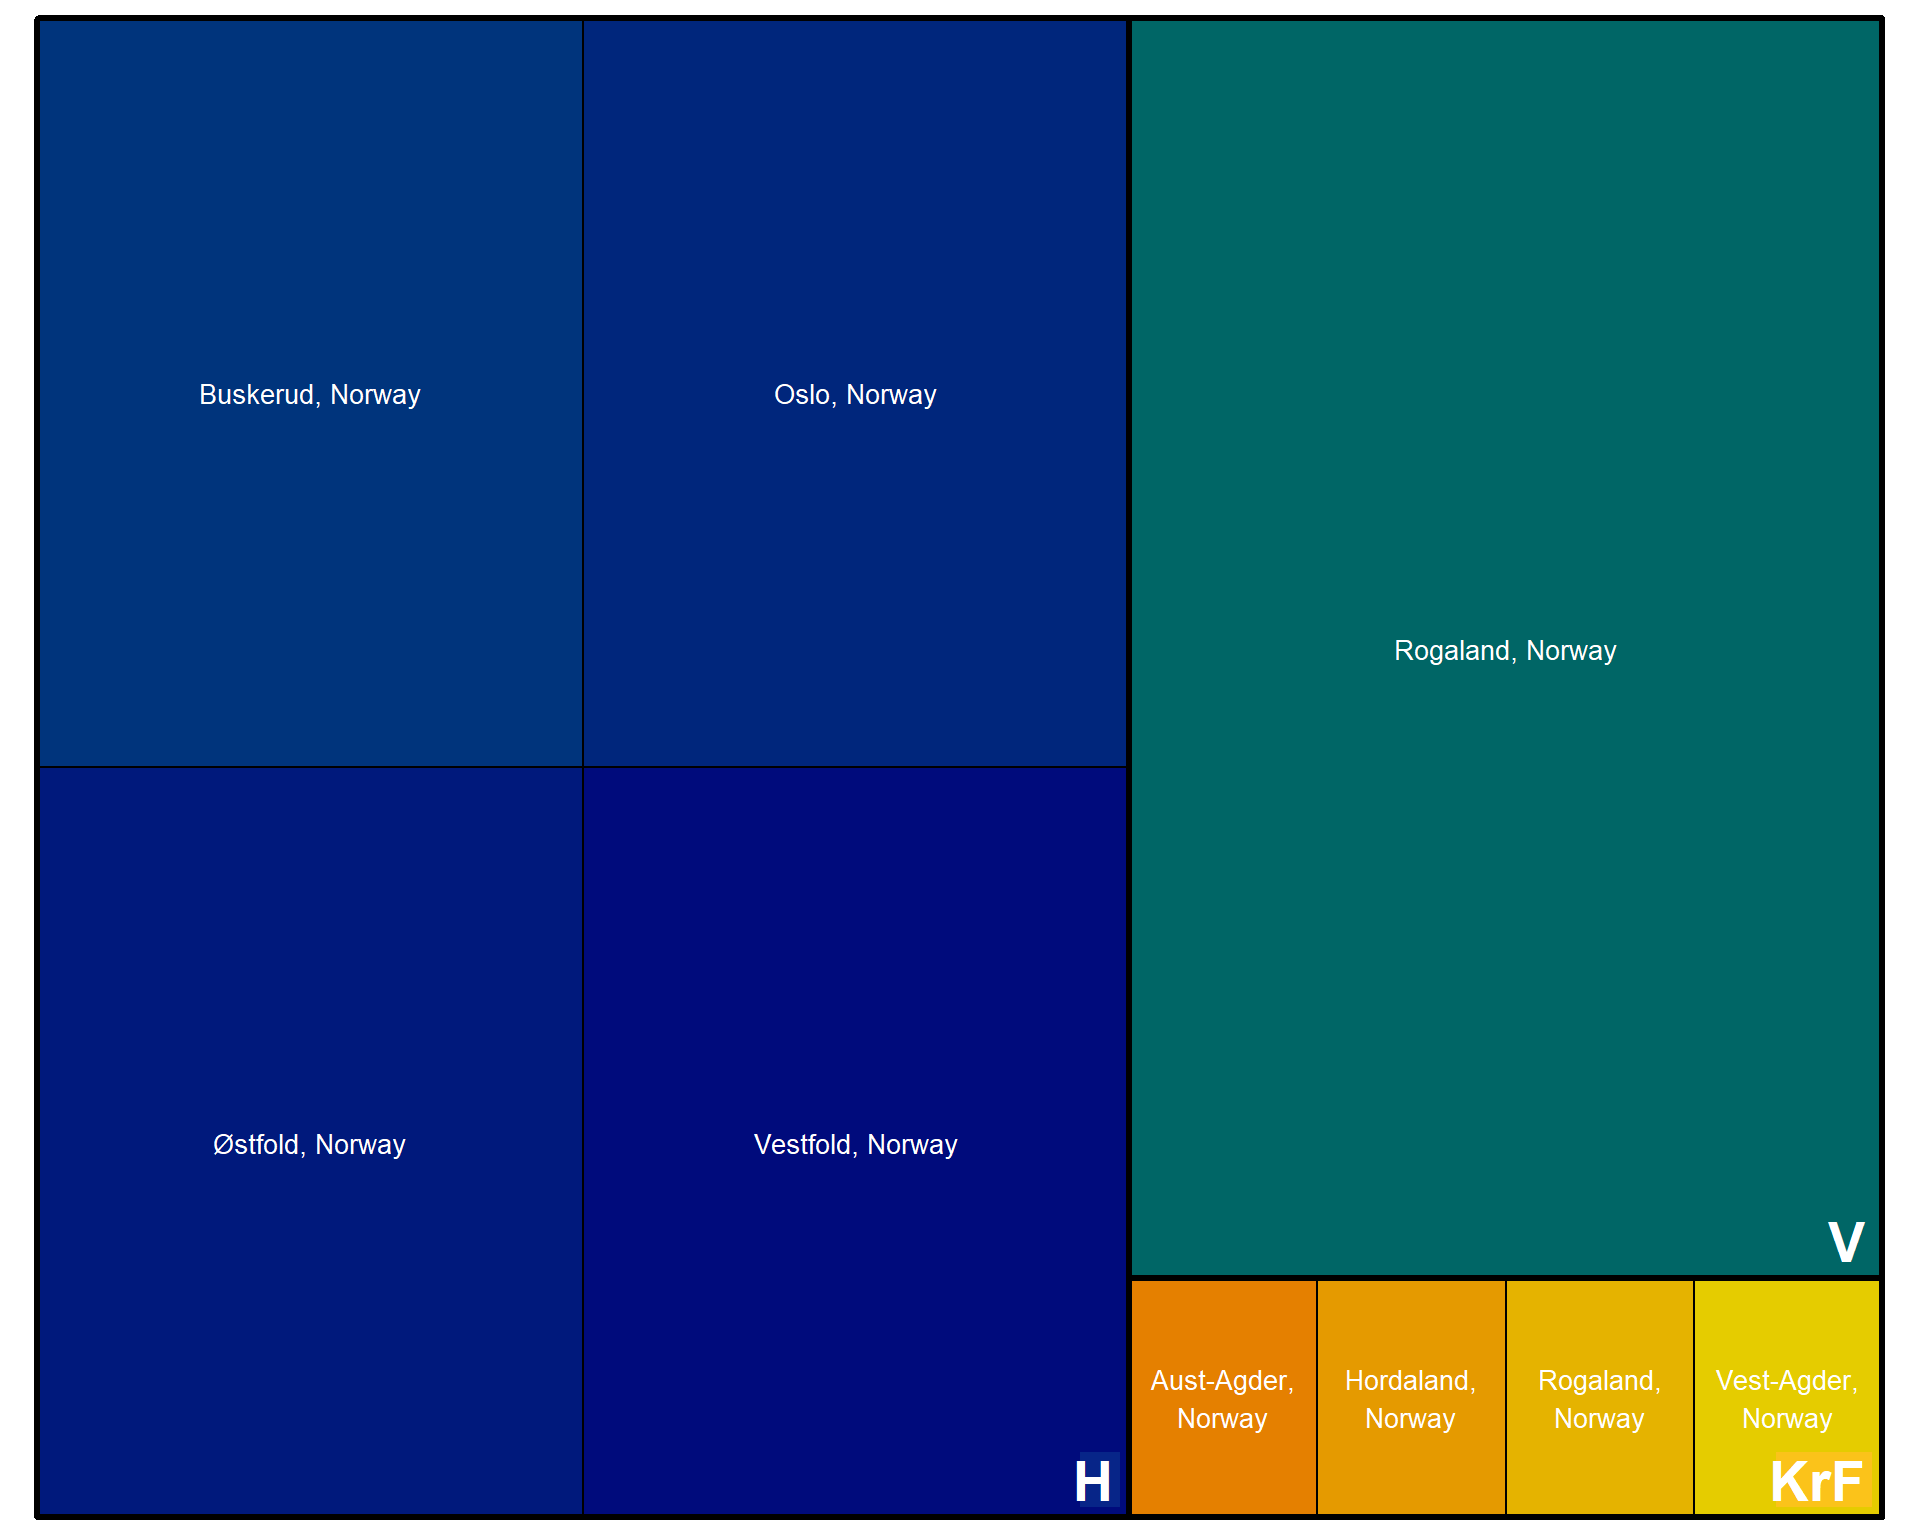 Buskerud, Norway
Oslo, Norway
Østfold, Norway
Vestfold, Norway
H
Rogaland, Norway
V
Aust-Agder,
Norway
Hordaland,
Norway
Rogaland,
Norway
Vest-Agder,
Norway
KrF